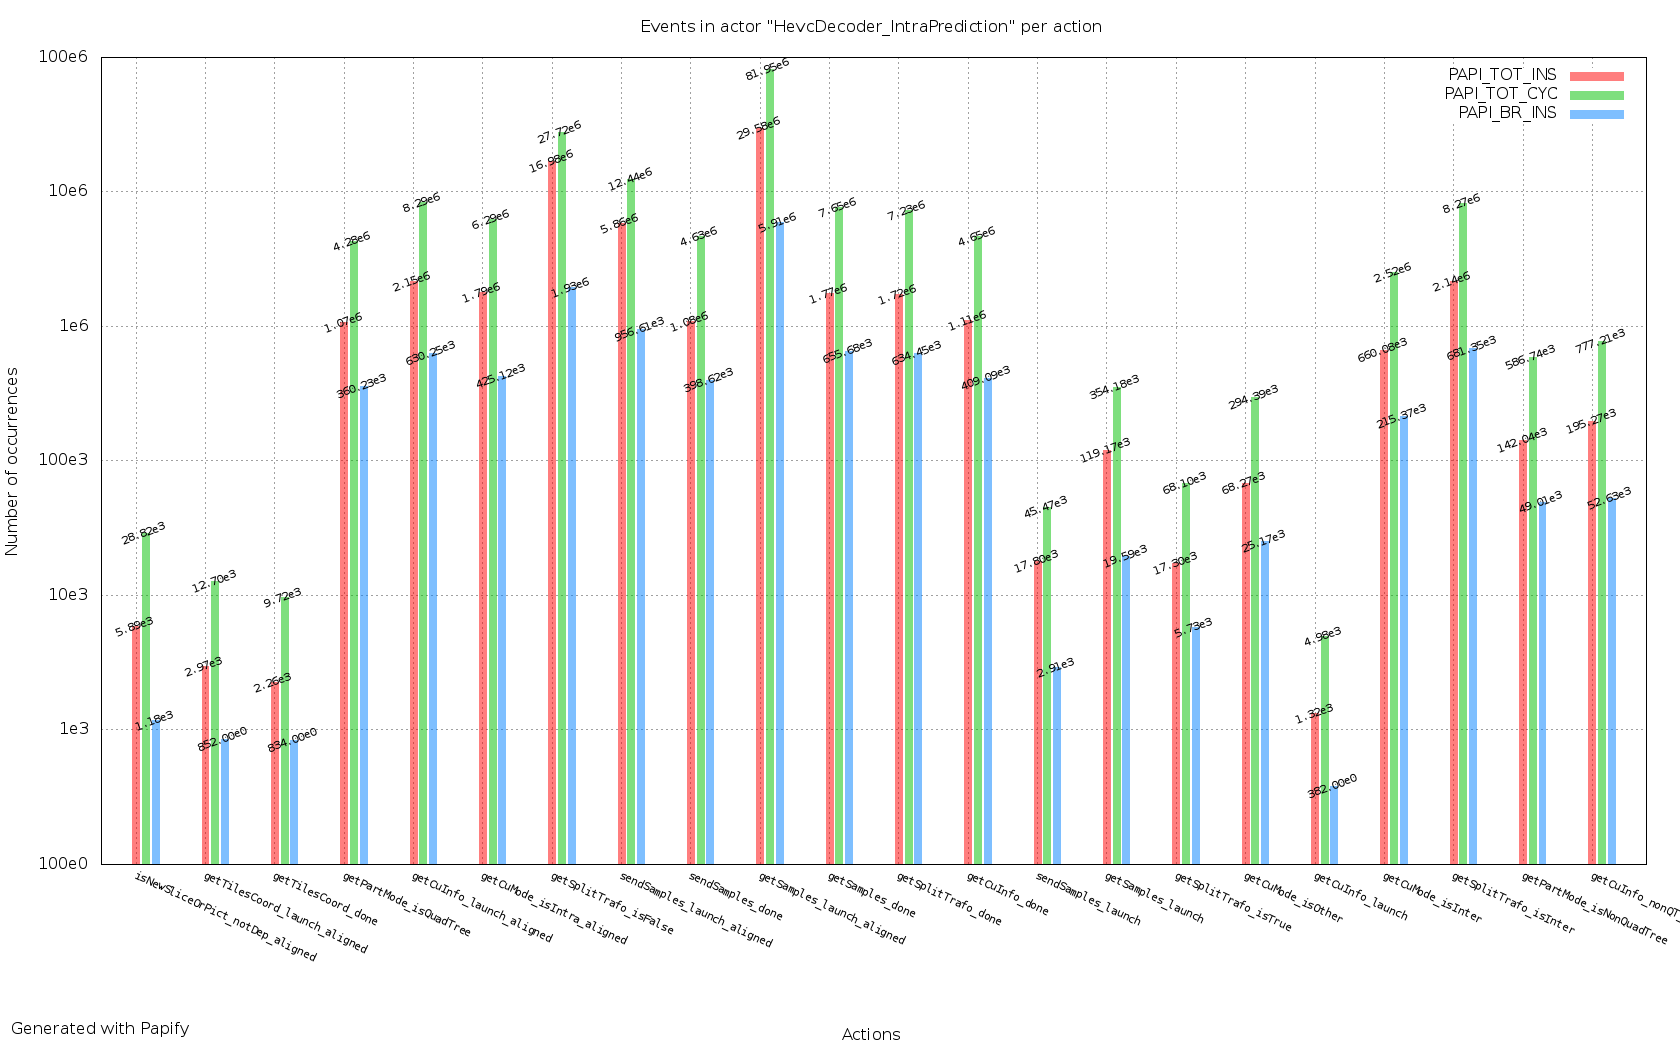 Events in actor "HevcDecoder_IntraPrediction" per action
PAPI_TOT_INS
PAPI_TOT_CYC
PAPI_BR_INS
Number of occurrences
100e6
10e6
1e6
100e3
10e3
1e3
100e0
5.89e3
28.82e3
1.18e3
2.97e3
12.70e3
852.00e0
2.26e3
9.72e3
834.00e0
1.07e6
4.28e6
360.23e3
2.15e6
8.29e6
630.25e3
1.79e6
6.29e6
425.12e3
16.98e6
27.72e6
1.93e6
5.86e6
12.44e6
956.61e3
1.08e6
4.63e6
398.62e3
29.58e6
81.95e6
5.91e6
1.77e6
7.65e6
655.68e3
1.72e6
7.23e6
634.45e3
1.11e6
4.65e6
409.09e3
17.80e3
45.47e3
2.91e3
119.17e3
354.18e3
19.59e3
17.30e3
68.10e3
5.73e3
68.27e3
294.39e3
25.17e3
1.32e3
4.98e3
382.00e0
660.08e3
2.52e6
215.37e3
2.14e6
8.27e6
681.35e3
142.04e3
586.74e3
49.01e3
195.27e3
777.21e3
52.63e3
isNewSliceOrPict_notDep_aligned
getTilesCoord_launch_aligned
getTilesCoord_done
getPartMode_isQuadTree
getCuInfo_launch_aligned
getCuMode_isIntra_aligned
getSplitTrafo_isFalse
sendSamples_launch_aligned
sendSamples_done
getSamples_launch_aligned
getSamples_done
getSplitTrafo_done
getCuInfo_done
sendSamples_launch
getSamples_launch
getSplitTrafo_isTrue
getCuMode_isOther
getCuInfo_launch
getCuMode_isInter
getSplitTrafo_isInter
getPartMode_isNonQuadTree
getCuInfo_nonQT_
Actions
Generated with Papify